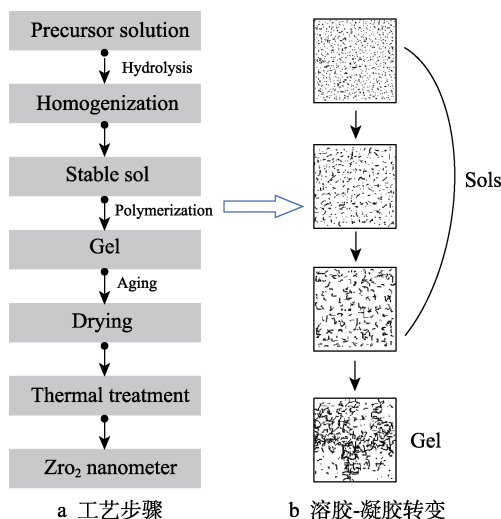 Precursor solution
Hydrolysis
Homogenization
Stable sol
Polymerization
Gel
Aging
Drying
Thermal treatment
Zro₂ nanometer
a 工艺步骤
Sols
Gel
b 溶胶-凝胶转变